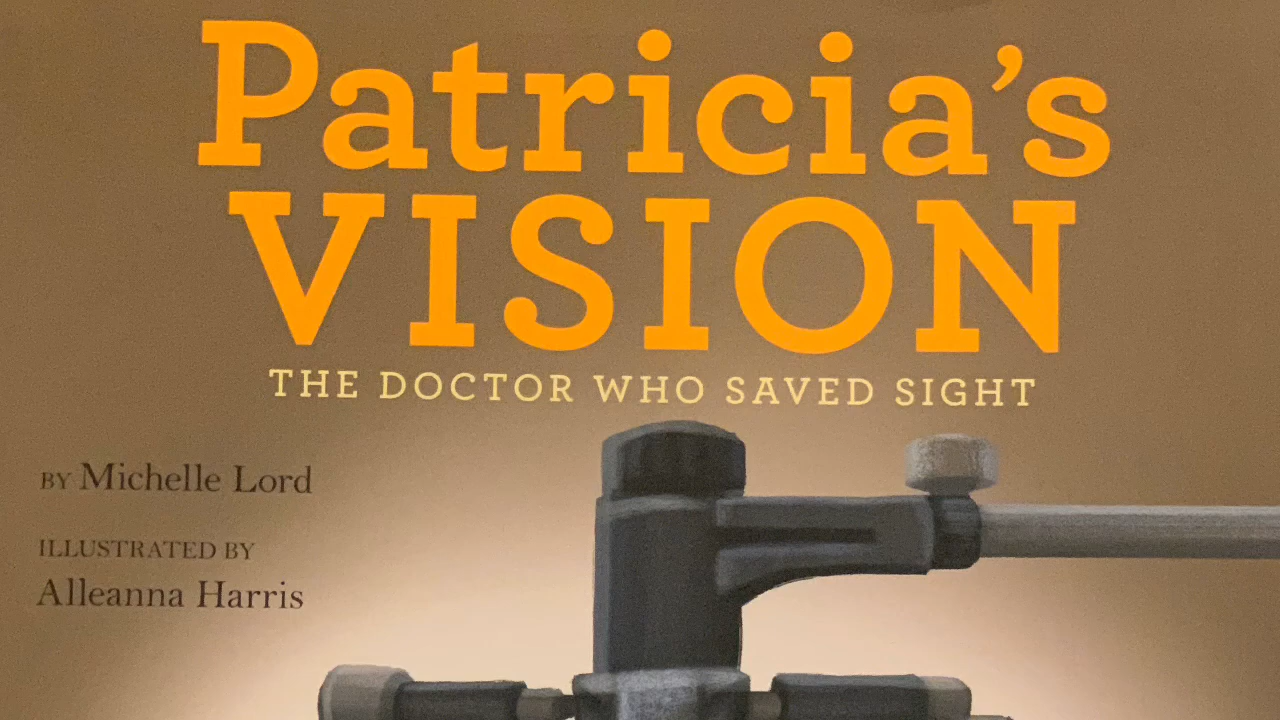 Patricia's
VISION
THE DOCTOR WHO SAVED SIGHT
BY Michelle Lord
ILLUSTRATED BY
Alleanna Harris